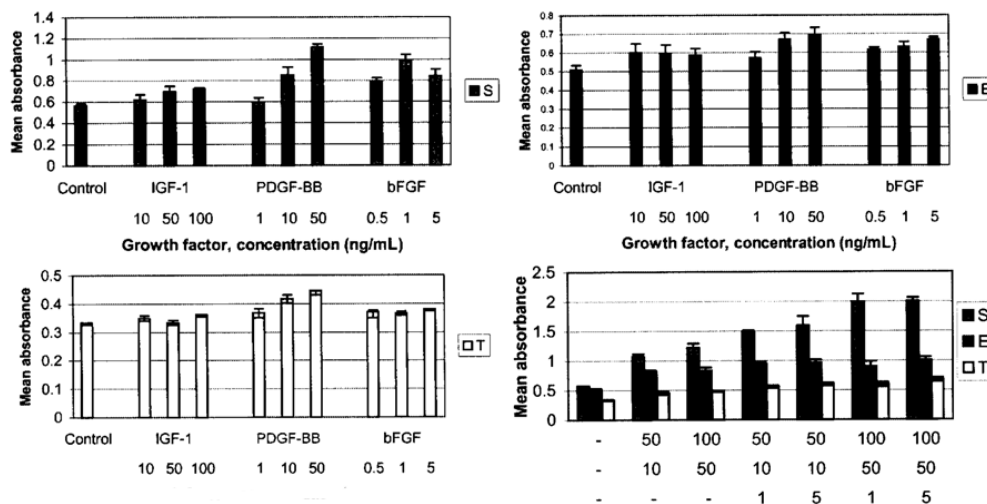 1.4
1.2
1
0.8
0.6
0.4
0.2
0
Mean absorbance
S
Control IGF-1 PDGF-BB bFGF
10 50 100 1 10 50 0.5 1 5
Growth factor, concentration (ng/mL)
0.8
0.7
0.6
0.5
0.4
0.3
0.2
0.1
0
Mean absorbance
E
Control IGF-1 PDGF-BB bFGF
10 50 100 1 10 50 0.5 1 5
Growth factor, concentration (ng/mL)
0.5
0.4
0.3
0.2
0.1
0
Mean absorbance
T
Control IGF-1 PDGF-BB bFGF
10 50 100 1 10 50 0.5 1 5
2.5
2
1.5
1
0.5
0
Mean absorbance
S
E
T
- 50 100 50 50 100 100
- 10 50 10 10 50 50
- - - 1 5 1 5